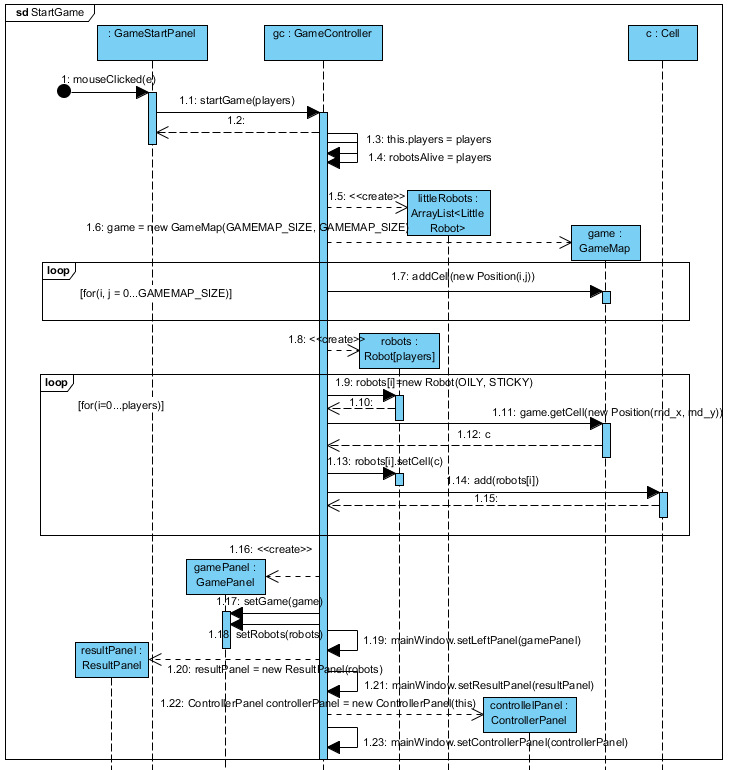 sd StartGame
: GameStartPanel
gc : GameController
c : Cell
1: mouseClicked(e)
1.1: startGame(players)
1.2:
1.3: this.players = players
1.4: robotsAlive = players
1.5: <<create>>
littleRobots :
ArrayList<Little
Robot>
1.6: game = new GameMap(GAMEMAP_SIZE, GAMEMAP_SIZE)
game :
GameMap
loop
1.7: addCell(new Position(i,j))
[for(i, j = 0...GAMEMAP_SIZE)]
1.8: <<create>>
robots :
Robot[players]
loop
1.9: robots[i]=new Robot(OILY, STICKY)
[for(i=0...players)]
1.10:
1.11: game.getCell(new Position(rnd_x, rnd_y))
1.12: c
1.13: robots[i].setCell(c)
1.14: add(robots[i])
1.15:
1.16: <<create>>
gamePanel :
GamePanel
1.17: setGame(game)
1.18: setRobots(robots)
1.19: mainWindow.setLeftPanel(gamePanel)
resultPanel :
ResultPanel
1.20: resultPanel = new ResultPanel(robots)
1.21: mainWindow.setResultPanel(resultPanel)
1.22: ControllerPanel controllerPanel = new ControllerPanel(this)
controllelPanel :
ControllerPanel
1.23: mainWindow.setControllerPanel(controllerPanel)